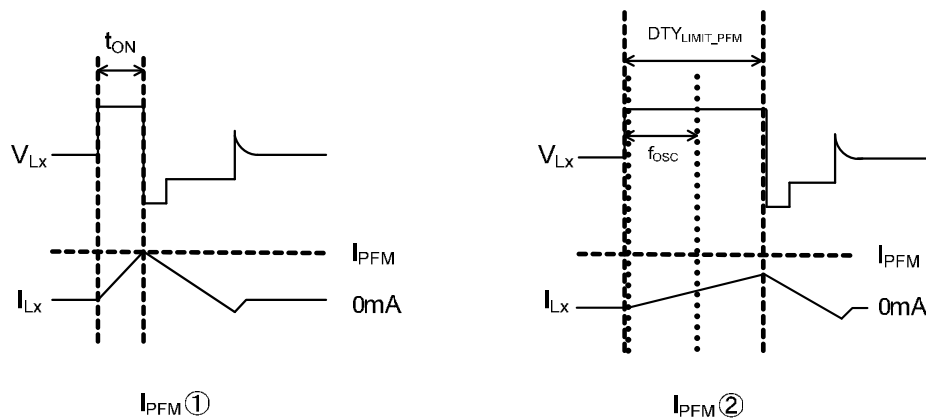 tON
VLx
IPFM
ILx
0mA
IPFM①
DTYLIMIT_PFM
VLx
fOSC
IPFM
ILx
0mA
IPFM②